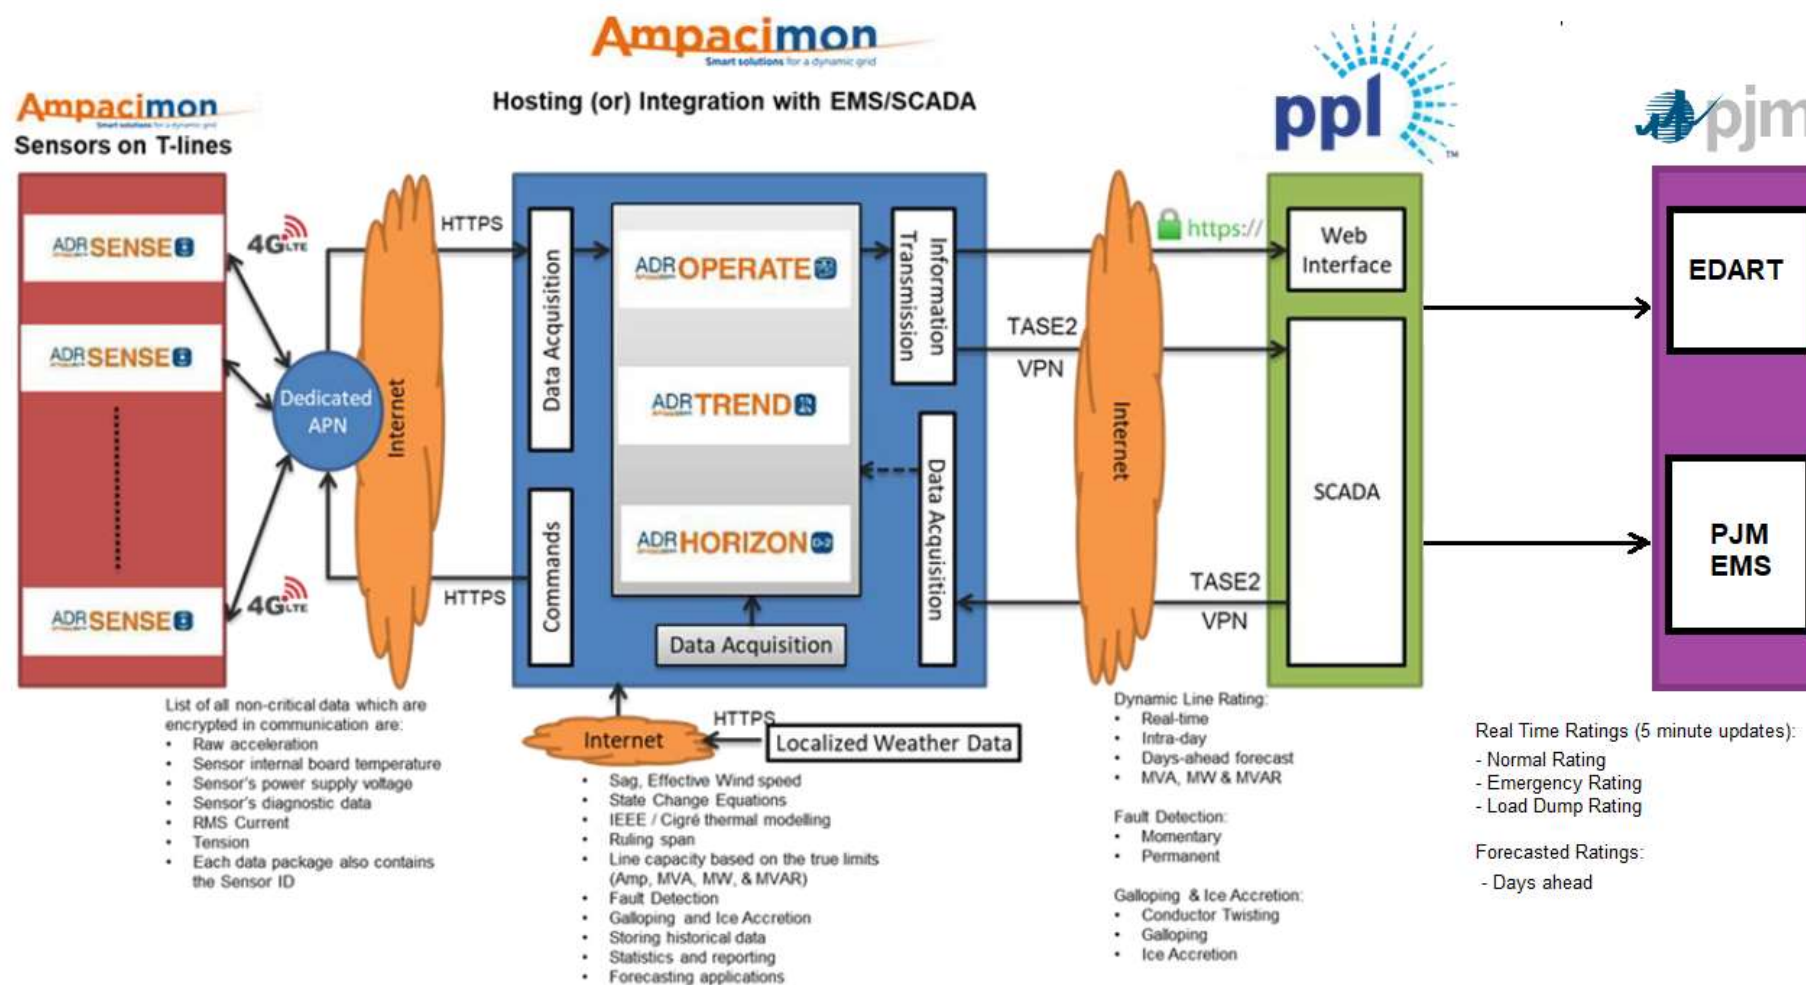 Ampacimon
Smart solutions for a dynamic grid
Hosting (or) Integration with EMS/SCADA
Ampacimon
Smart solutions for a dynamic grid
Sensors on T-lines
ppl
TM
pjm
ADR SENSE
ADR SENSE
ADR SENSE
4G LTE
4G LTE
Dedicated
APN
Internet
HTTPS
HTTPS
Data Acquisition
Commands
ADR OPERATE
ADR TREND
ADR HORIZON D-2
Data Acquisition
Information
Transmission
Data Acquisition
TASE2
VPN
Internet
https://
TASE2
VPN
Web
Interface
SCADA
EDART
PJM
EMS
Internet
HTTPS
Localized Weather Data
List of all non-critical data which are
encrypted in communication are:
• Raw acceleration
• Sensor internal board temperature
• Sensor's power supply voltage
• Sensor's diagnostic data
• RMS Current
• Tension
• Each data package also contains
the Sensor ID
• Sag, Effective Wind speed
• State Change Equations
• IEEE / Cigré thermal modelling
• Ruling span
• Line capacity based on the true limits
(Amp, MVA, MW, & MVAR)
• Fault Detection
• Galloping and Ice Accretion
• Storing historical data
• Statistics and reporting
• Forecasting applications
Dynamic Line Rating:
• Real-time
• Intra-day
• Days-ahead forecast
• MVA, MW & MVAR
Fault Detection:
• Momentary
• Permanent
Galloping & Ice Accretion:
• Conductor Twisting
• Galloping
• Ice Accretion
Real Time Ratings (5 minute updates):
- Normal Rating
- Emergency Rating
- Load Dump Rating
Forecasted Ratings:
- Days ahead